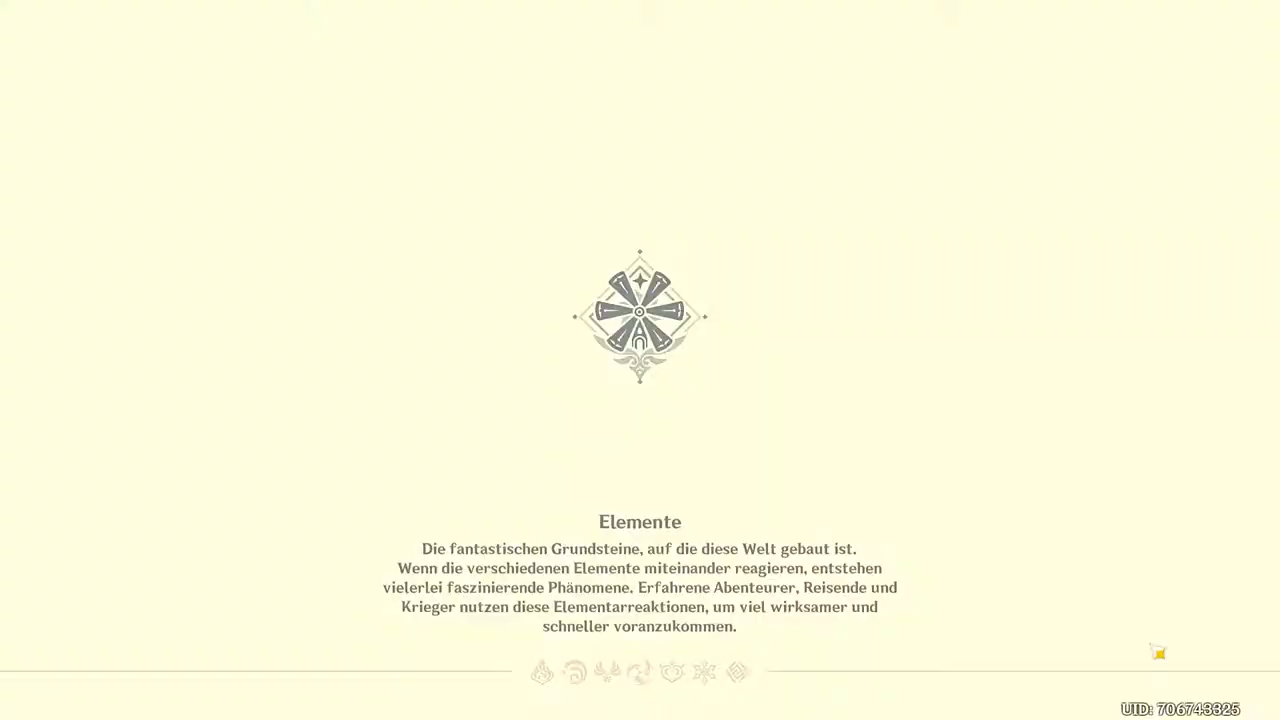 Elemente
Die fantastischen Grundsteine, auf die diese Welt gebaut ist.
Wenn die verschiedenen Elemente miteinander reagieren, entstehen
vielerlei faszinierende Phänomene. Erfahrene Abenteurer, Reisende und
Krieger nutzen diese Elementarreaktionen, um viel wirksamer und
schneller voranzukommen.
UID: 706743325